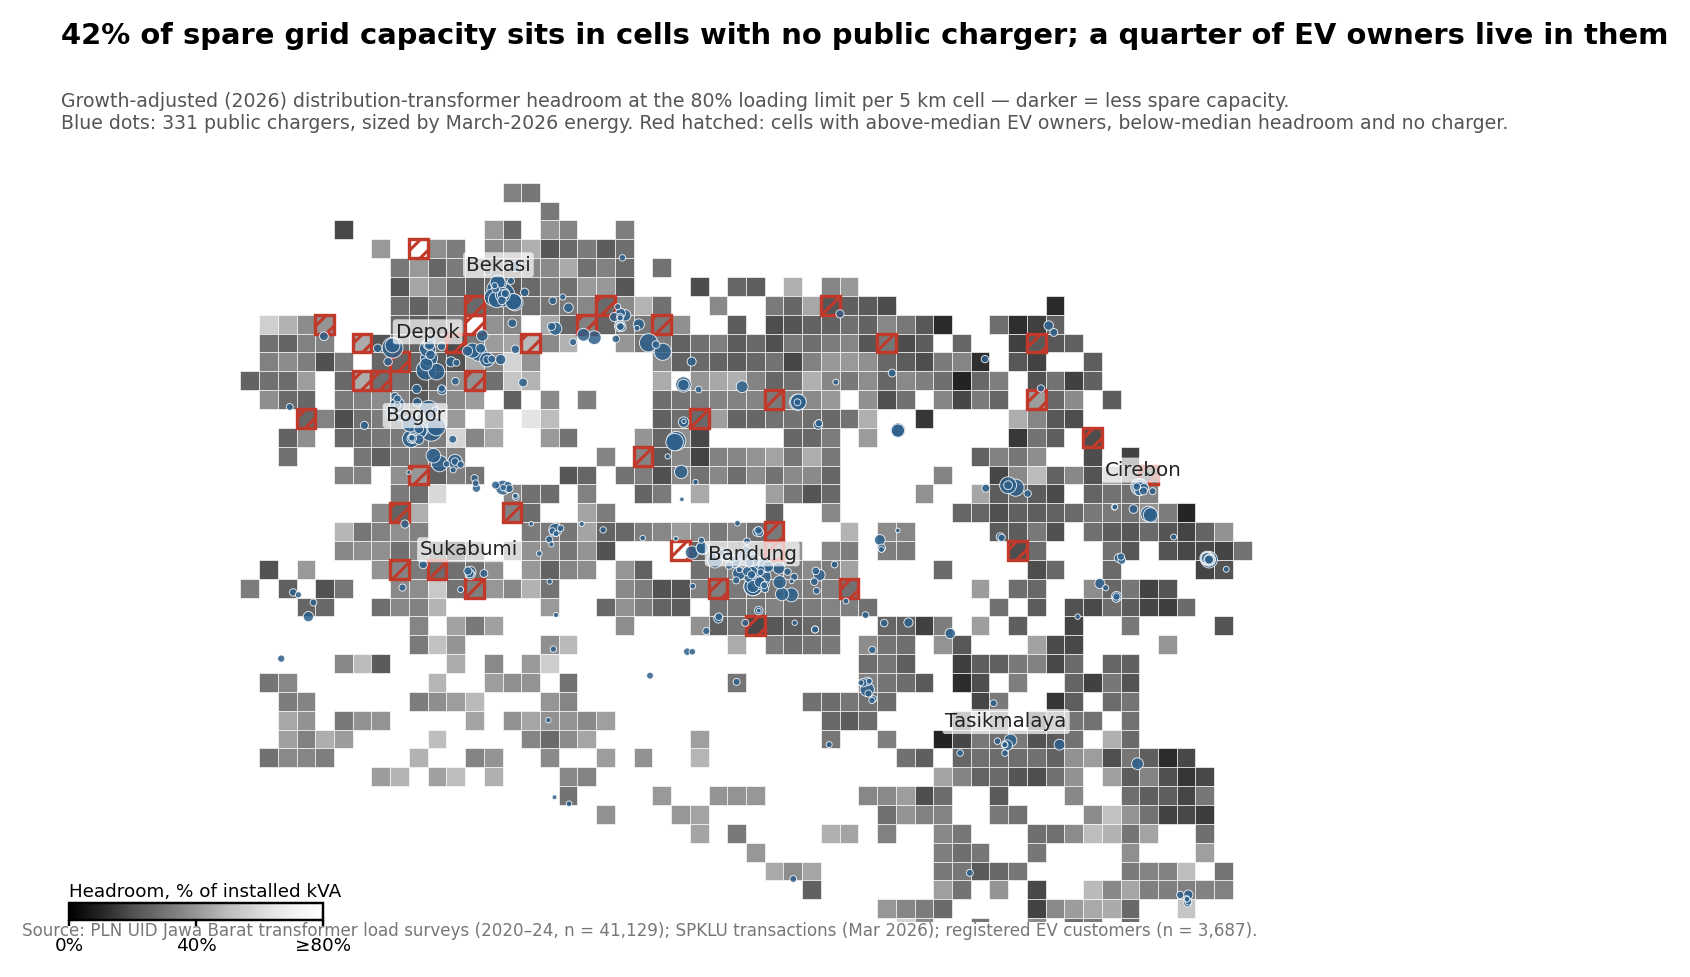 42% of spare grid capacity sits in cells with no public charger; a quarter of EV owners live in them
Growth-adjusted (2026) distribution-transformer headroom at the 80% loading limit per 5 km cell — darker = less spare capacity.
Blue dots: 331 public chargers, sized by March-2026 energy. Red hatched: cells with above-median EV owners, below-median headroom and no charger.
Bekasi
Depok
Bogor
Cirebon
Sukabumi
Bandung
Tasikmalaya
Headroom, % of installed kVA
Source: PLN UID Jawa Barat transformer load surveys (2020–24, n = 41,129); SPKLU transactions (Mar 2026); registered EV customers (n = 3,687).
0% 40% ≥80%